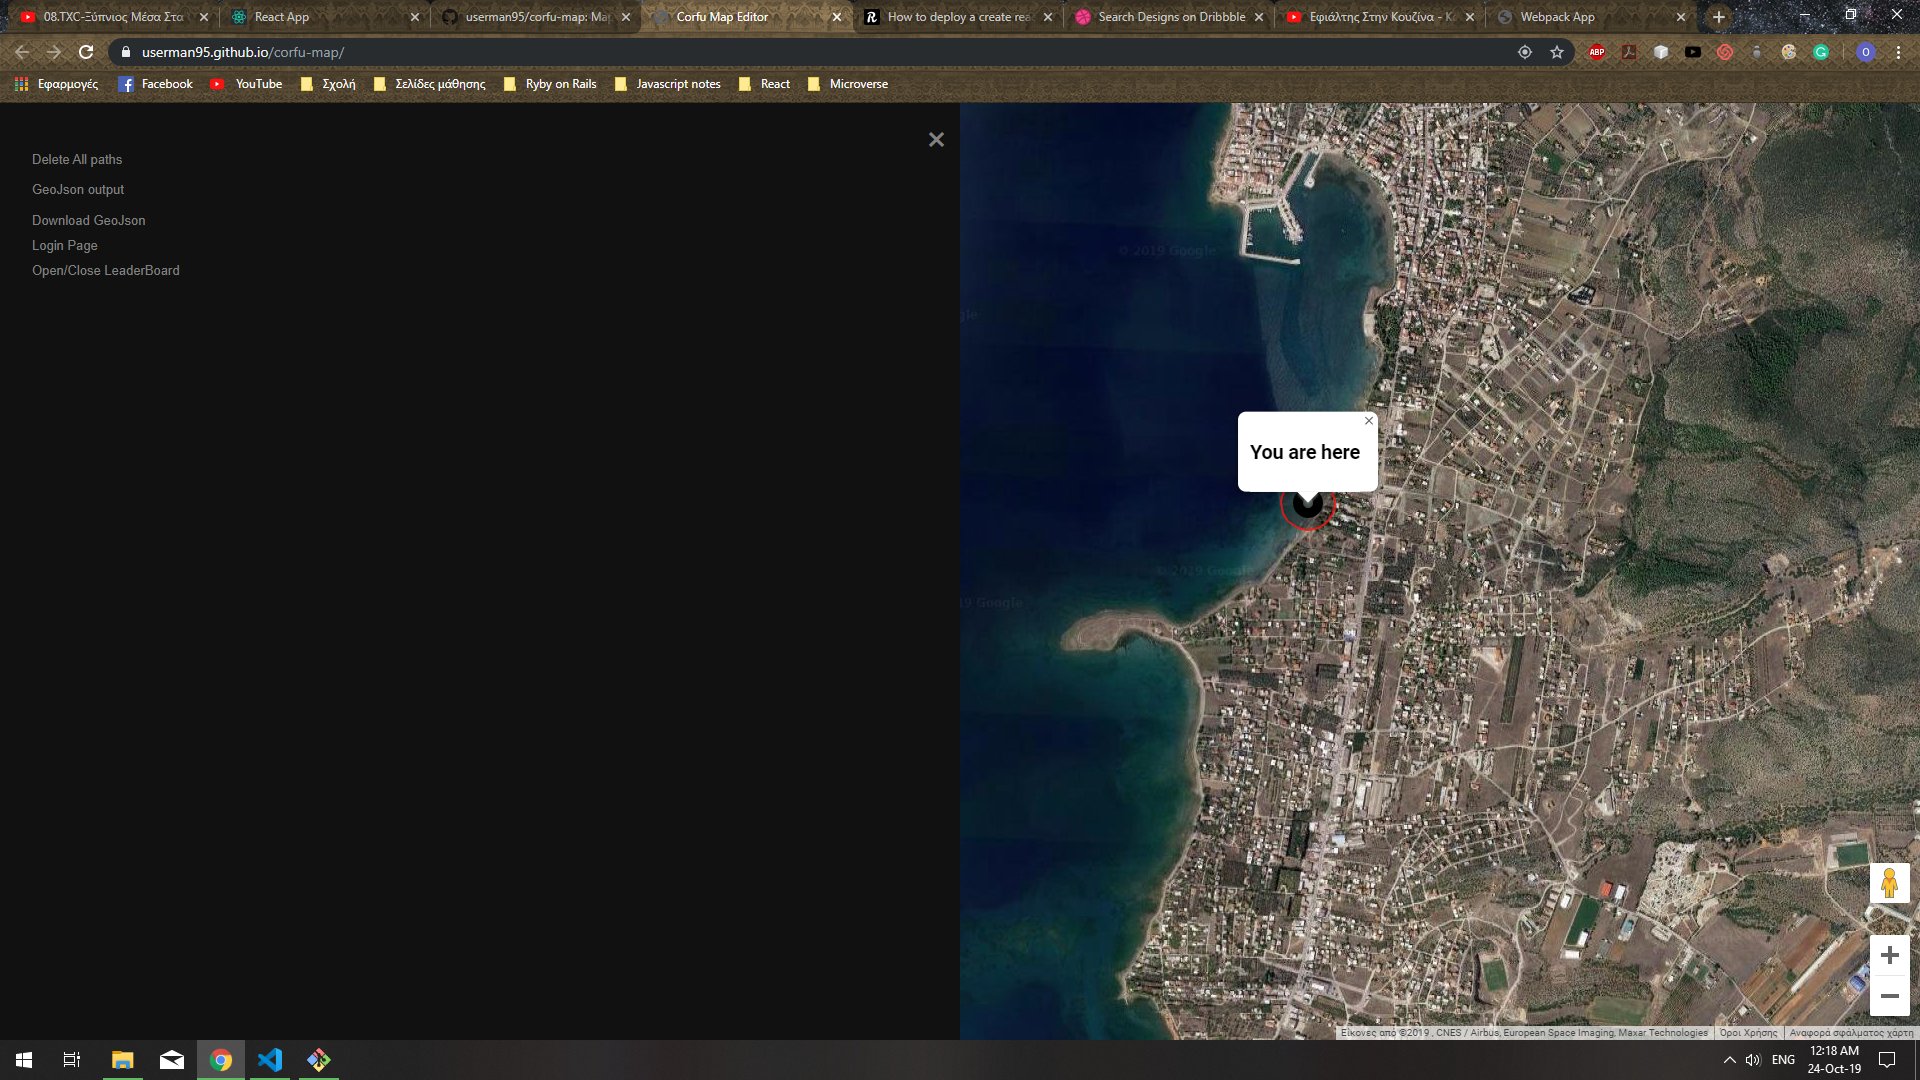 08.TXC-Ξύπνιος Μέσα Στα
React App
userman95/corfu-map: Map
Corfu Map Editor
How to deploy a create rea
Search Designs on Dribbble
Εφιάλτης Στην Κουζίνα - Κ
Webpack App
userman95.github.io/corfu-map/
ABP
O
Εφαρμογές
Facebook
YouTube
Σχολή
Σελίδες μάθησης
Ryby on Rails
Javascript notes
React
Microverse
Delete All paths
GeoJson output
Download GeoJson
Login Page
Open/Close LeaderBoard
© 2019 Google
gle
You are here
© 2019 Google
19 Google
Εικόνες από ©2019 , CNES / Airbus, European Space Imaging, Maxar Technologies
Όροι Χρήσης
Αναφορά σφάλματος χάρτη
ENG
12:18 AM
24-Oct-19